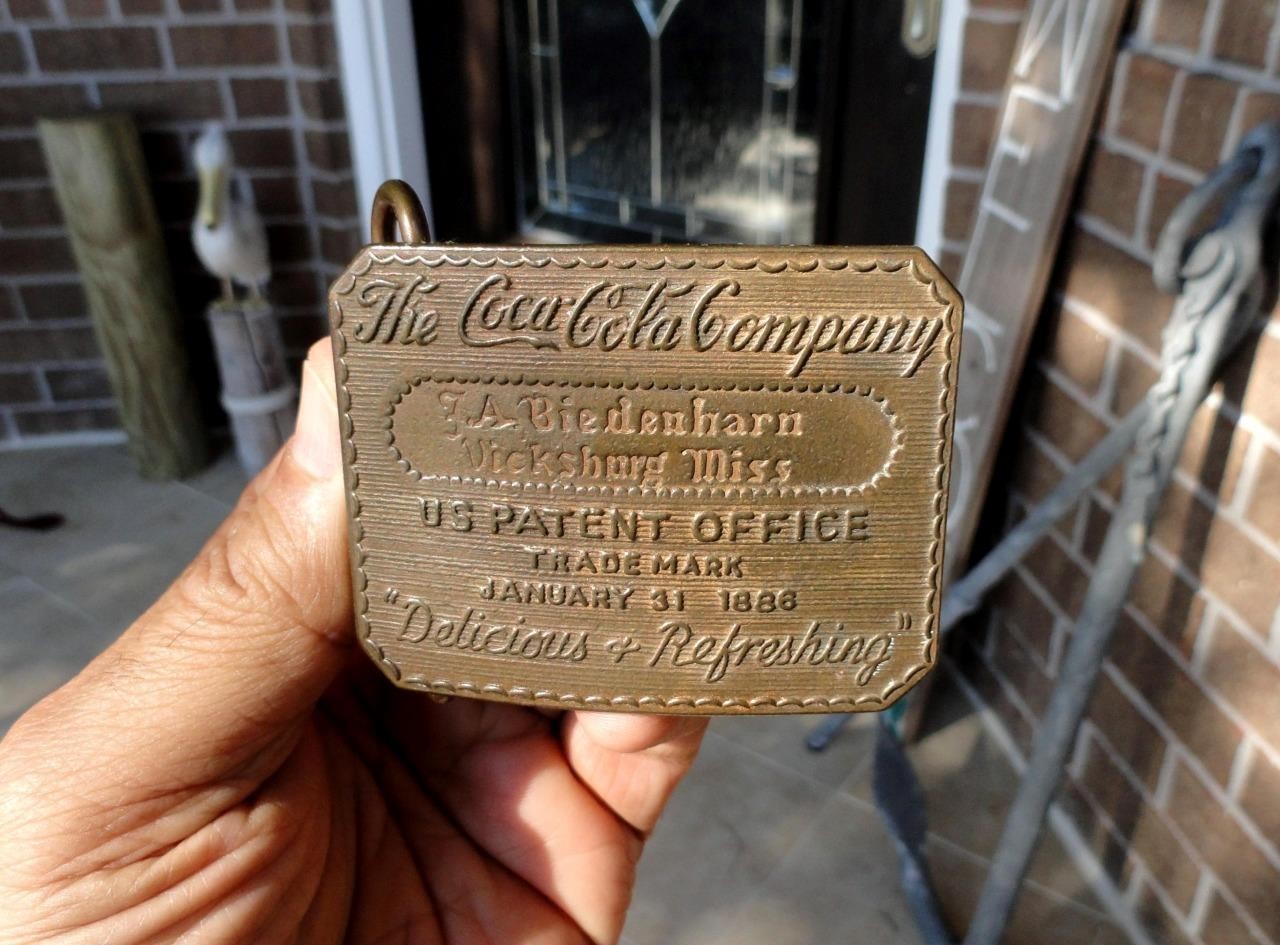 The Coca-Cola Company
J.A. Biedenharn
Vicksburg Miss
US PATENT OFFICE
TRADE MARK
JANUARY 31 1886
"Delicious & Refreshing"